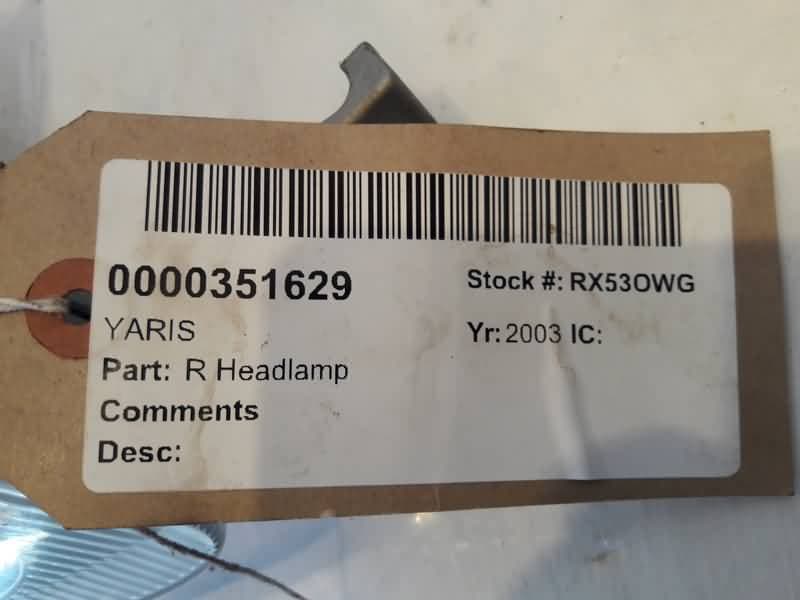 0000351629
Stock #: RX53OWG
YARIS
Yr: 2003 IC:
Part: R Headlamp
Comments
Desc: